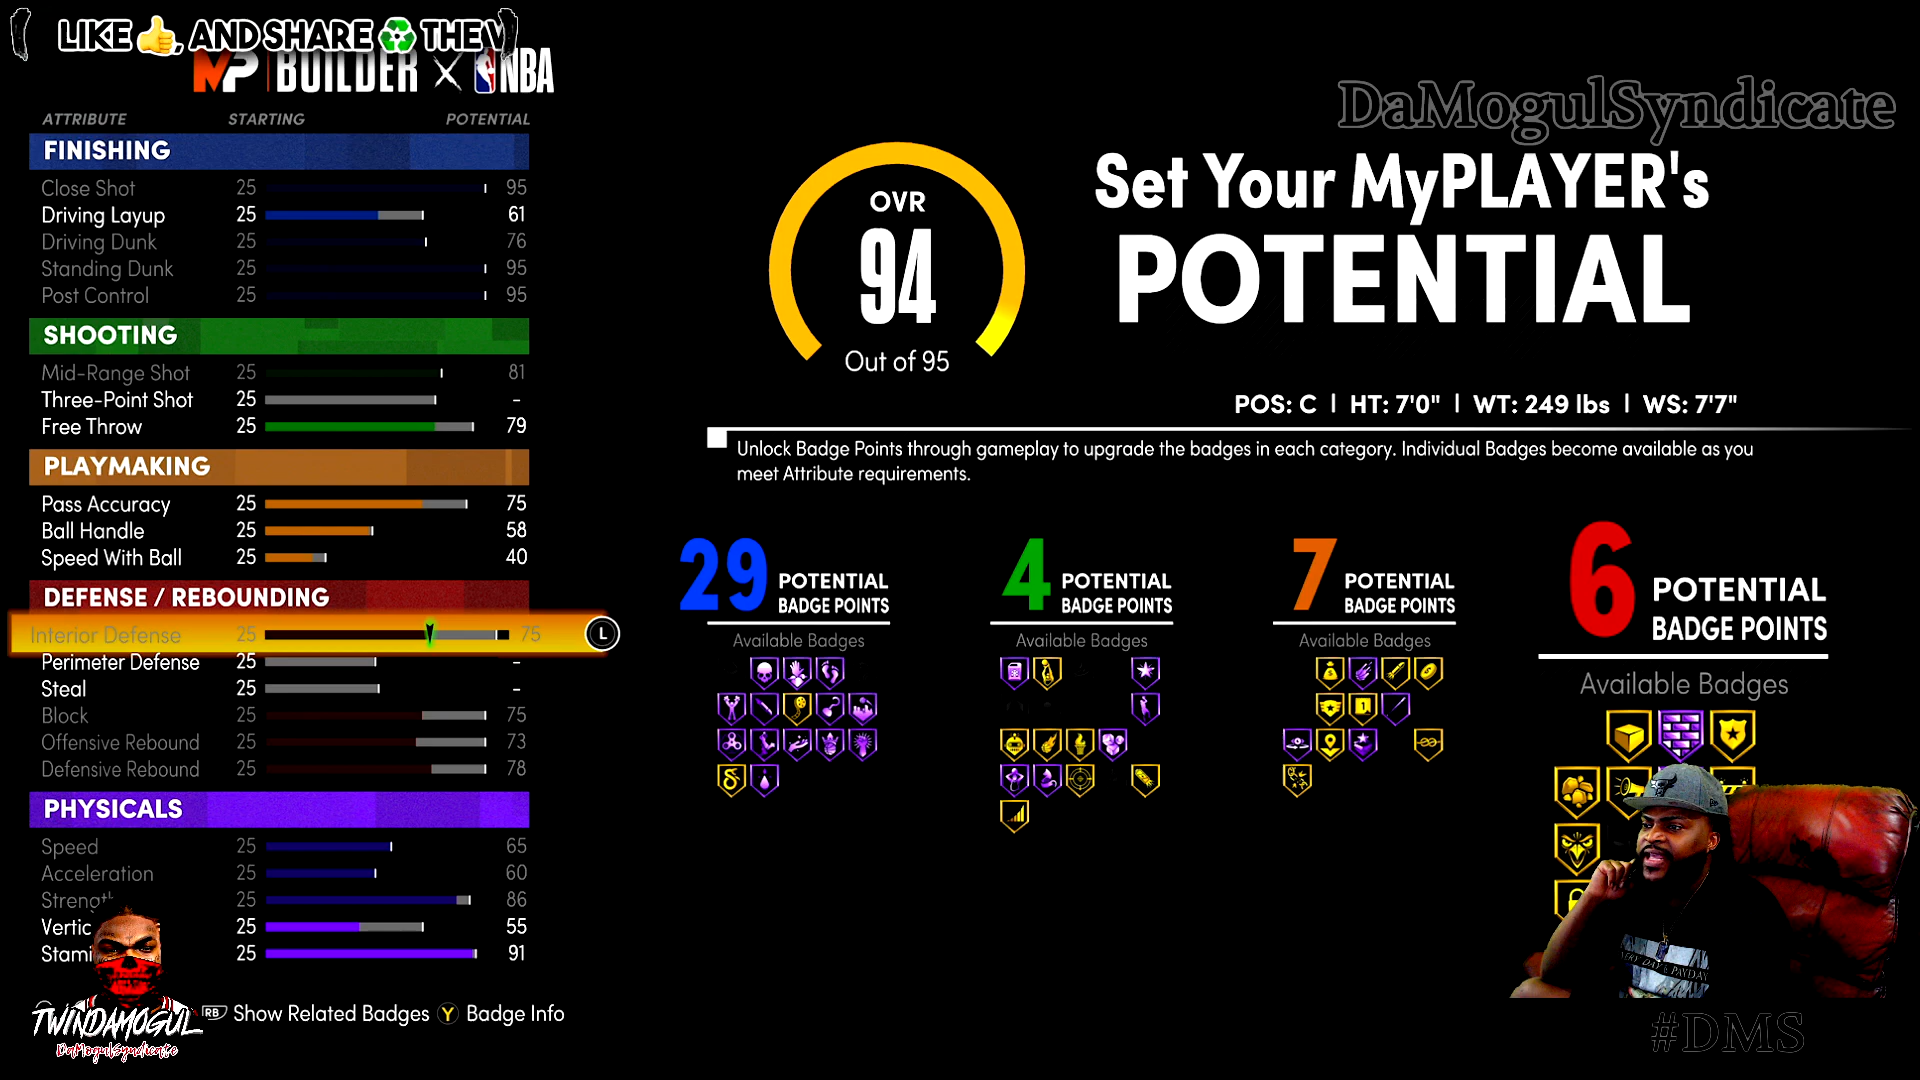 LIKE 👍 AND SHARE ♻ THE V
MP | BUILDER X NBA
DaMogulSyndicate
ATTRIBUTE STARTING POTENTIAL
FINISHING
Close Shot 25 95
Driving Layup 25 61
Driving Dunk 25 76
Standing Dunk 25 95
Post Control 25 95
SHOOTING
Mid-Range Shot 25 81
Three-Point Shot 25 -
Free Throw 25 79
PLAYMAKING
Pass Accuracy 25 75
Ball Handle 25 58
Speed With Ball 25 40
DEFENSE / REBOUNDING
Interior Defense 25 75 L
Perimeter Defense 25 -
Steal 25 -
Block 25 75
Offensive Rebound 25 73
Defensive Rebound 25 78
PHYSICALS
Speed 25 65
Acceleration 25 60
Strengt 25 86
Vertic 25 55
Stami 25 91
RB Show Related Badges Y Badge Info
TWINDAMOGUL
DaMogulSyndicate
OVR
94
Out of 95
Set Your MyPLAYER's
POTENTIAL
POS: C | HT: 7'0" | WT: 249 lbs | WS: 7'7"
Unlock Badge Points through gameplay to upgrade the badges in each category. Individual Badges become available as you
meet Attribute requirements.
29 POTENTIAL BADGE POINTS
Available Badges
4 POTENTIAL BADGE POINTS
Available Badges
7 POTENTIAL BADGE POINTS
Available Badges
6 POTENTIAL BADGE POINTS
Available Badges
#DMS